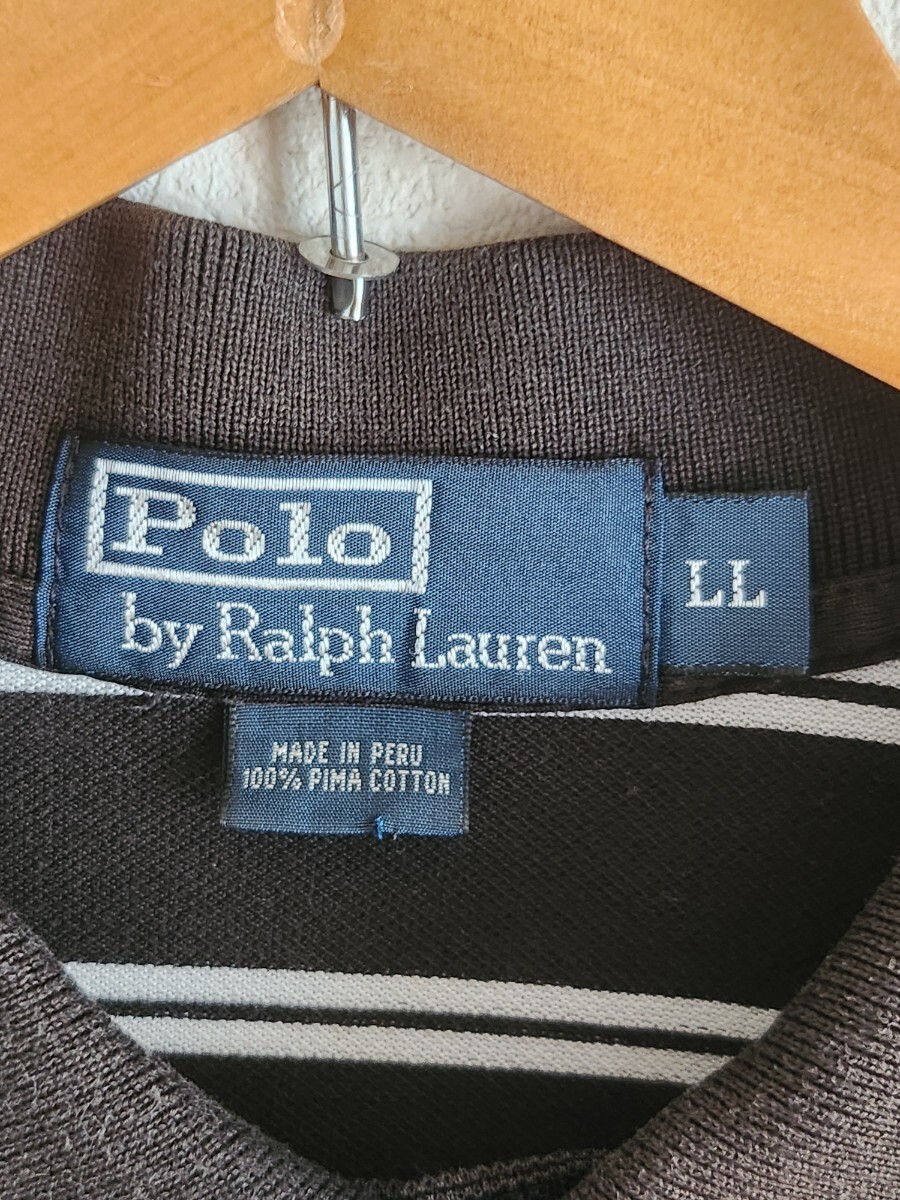 Polo
by Ralph Lauren
LL
MADE IN PERU
100% PIMA COTTON